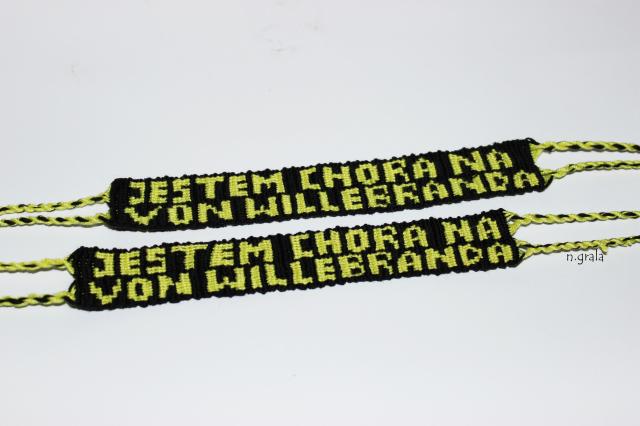 JESTEM CHORA NA
VON WILLEBRANDA
JESTEM CHORA NA
VON WILLEBRANDA
n.grala